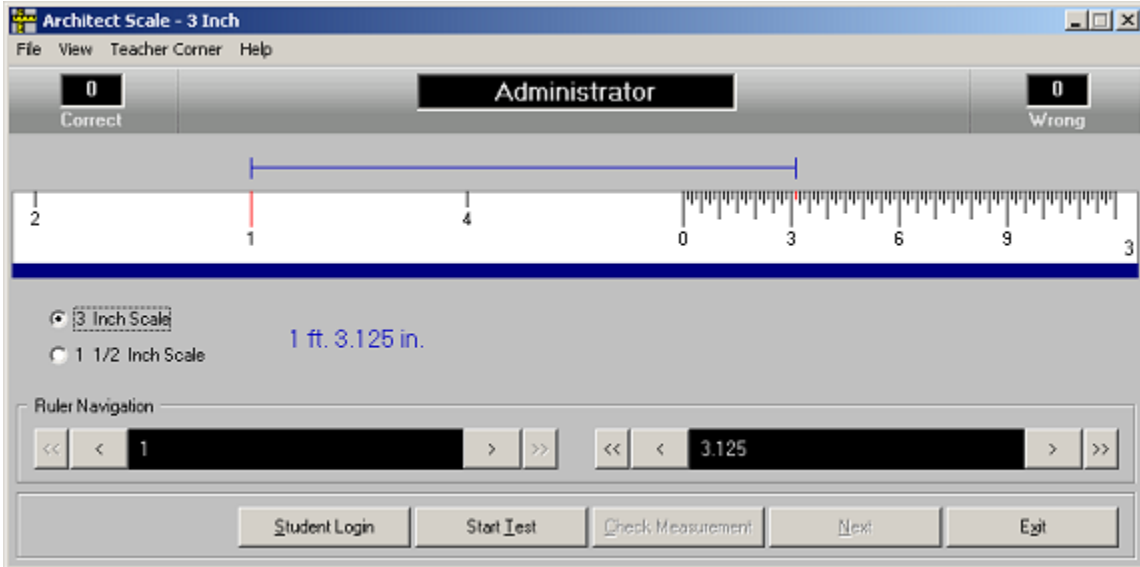 Architect Scale - 3 Inch
File View Teacher Corner Help
0 Administrator 0
Correct Wrong
2 4
1 0 3 6 9 3
3 Inch Scale
1 ft. 3.125 in.
1 1/2 Inch Scale
Ruler Navigation
<< < 1 > >> << < 3.125 > >>
Student Login Start Test Check Measurement Next Exit